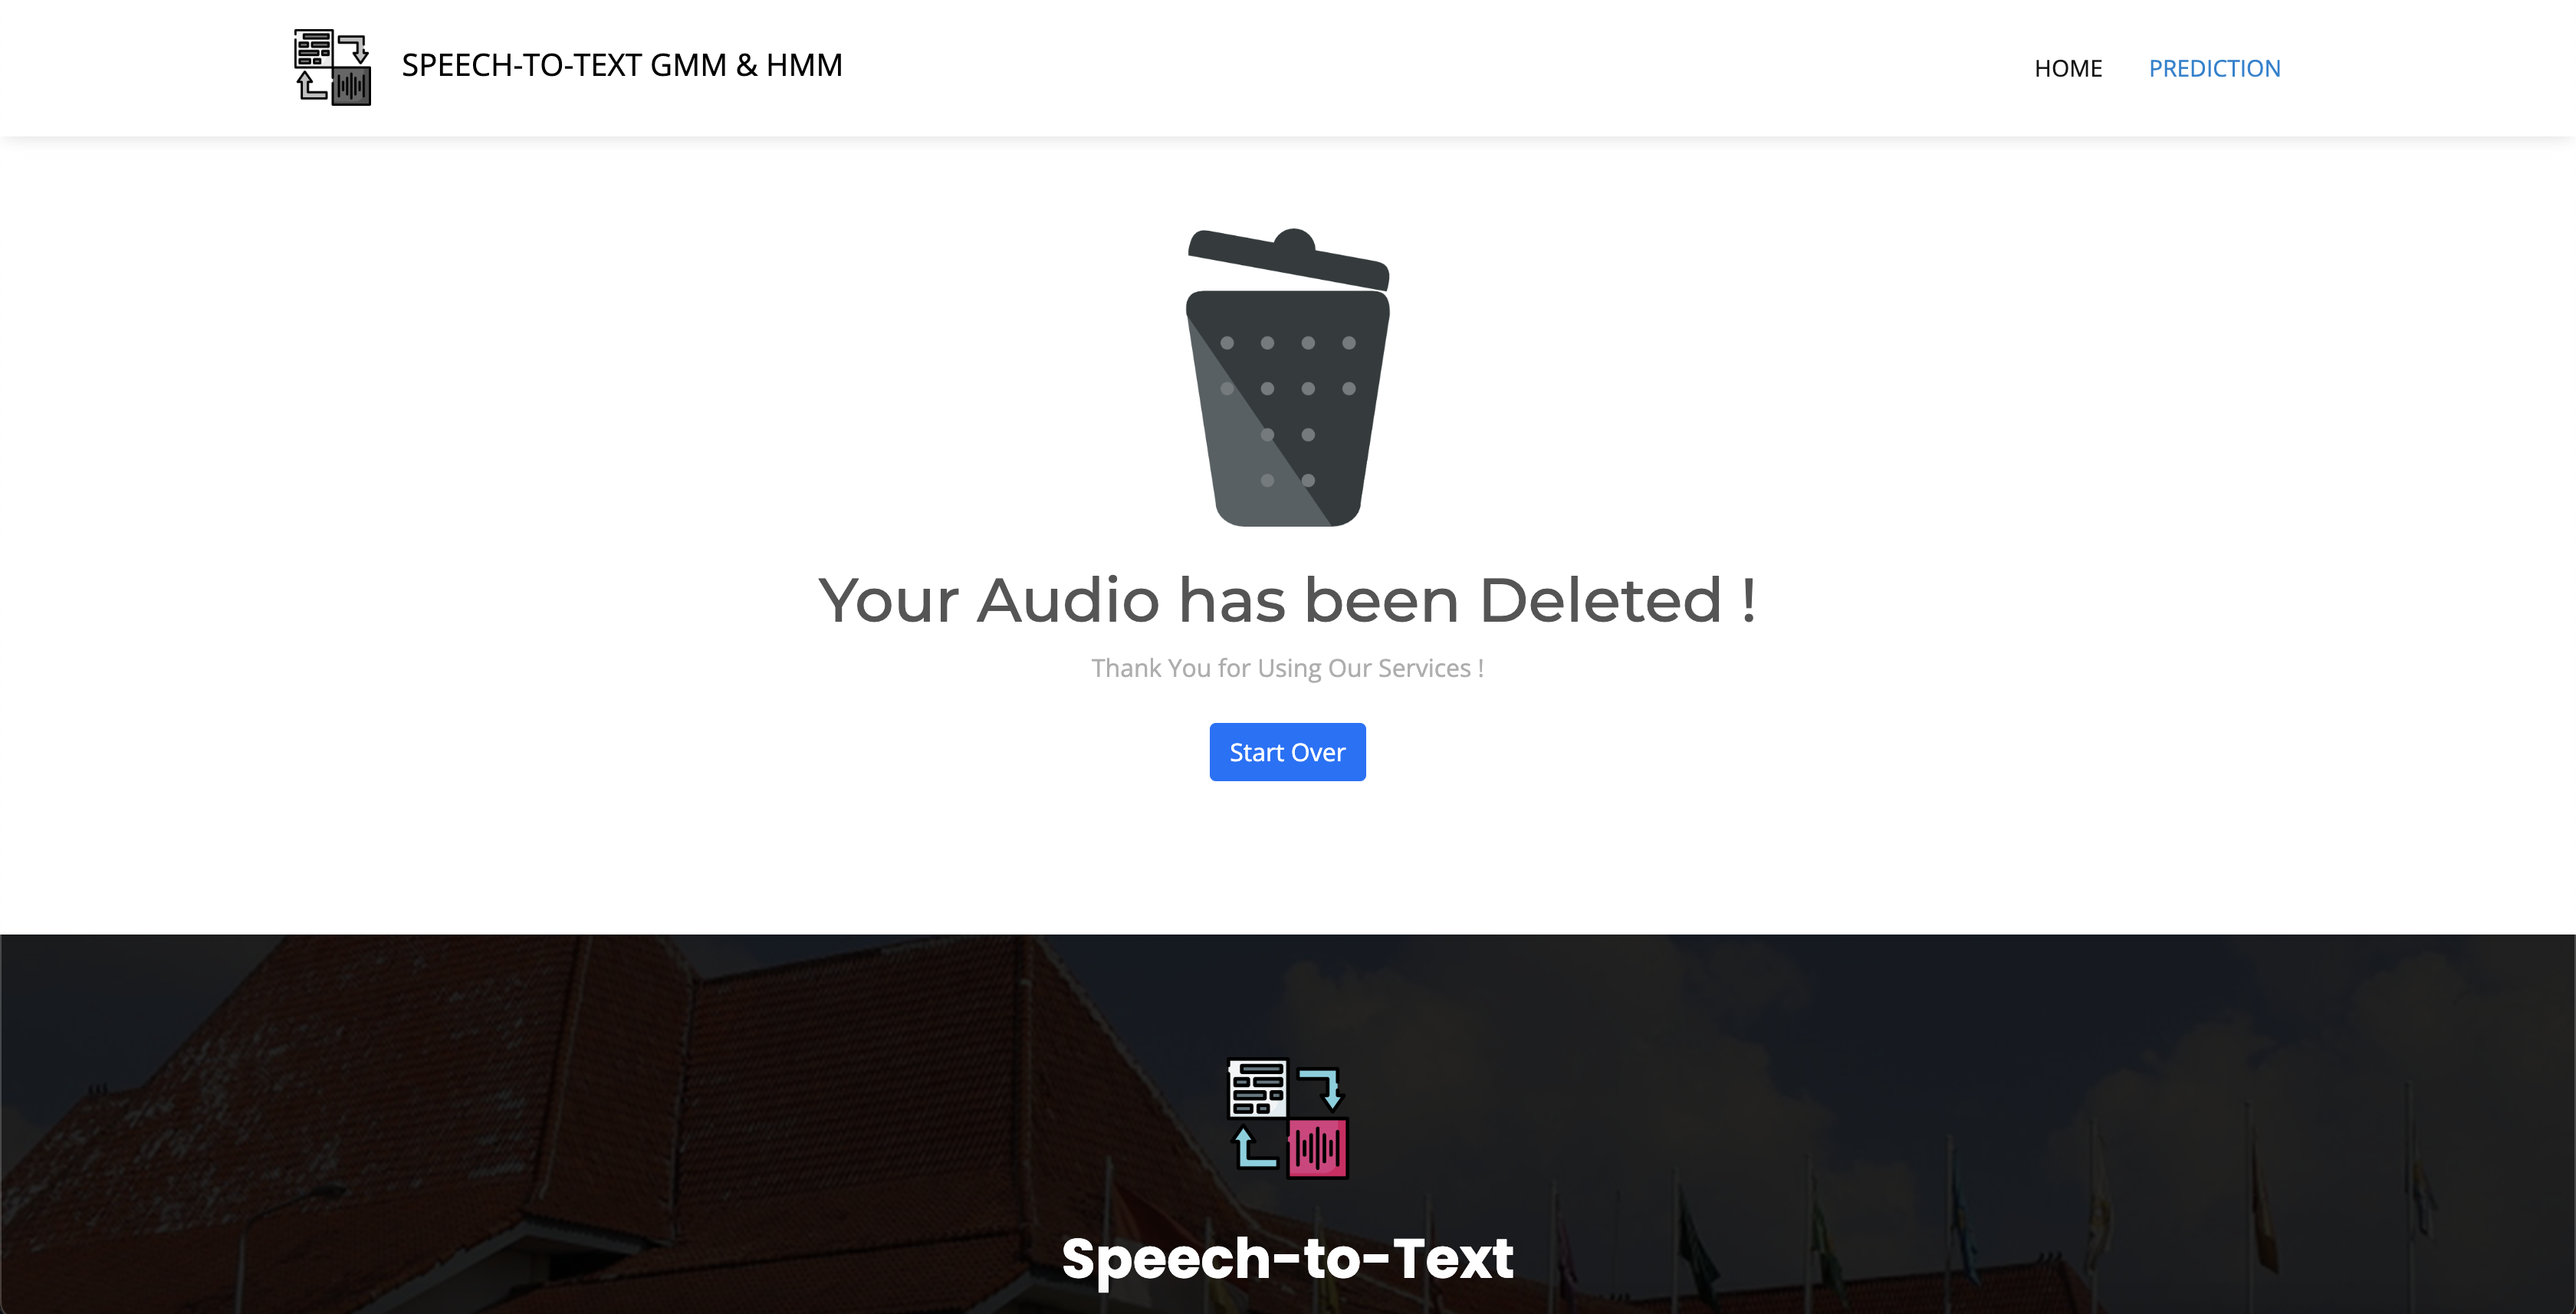 SPEECH-TO-TEXT GMM & HMM
HOME
PREDICTION
Your Audio has been Deleted !
Thank You for Using Our Services !
Start Over
Speech-to-Text